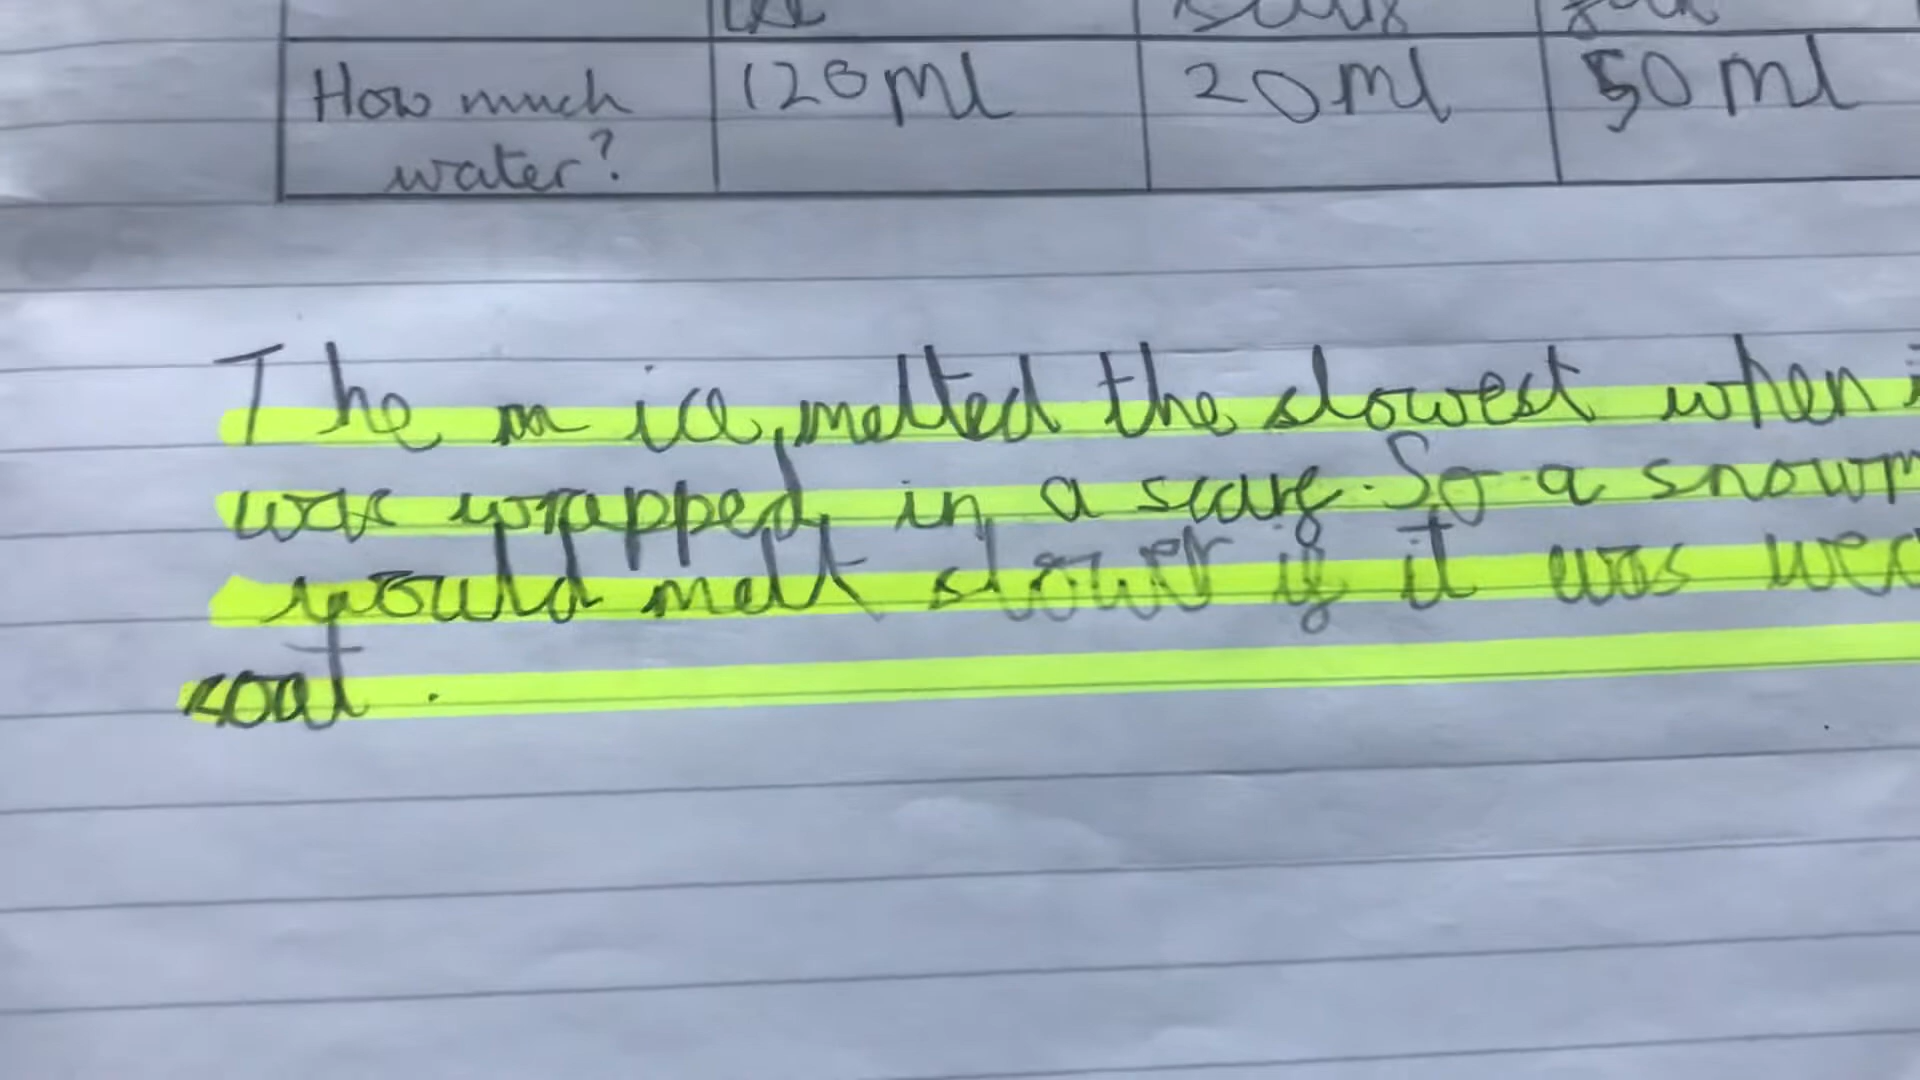 How much 120ml 20ml 50ml
water?
The m ice melted the slowest when
was wrapped in a scarf. So a snowm
would melt slower if it was wea
coat.